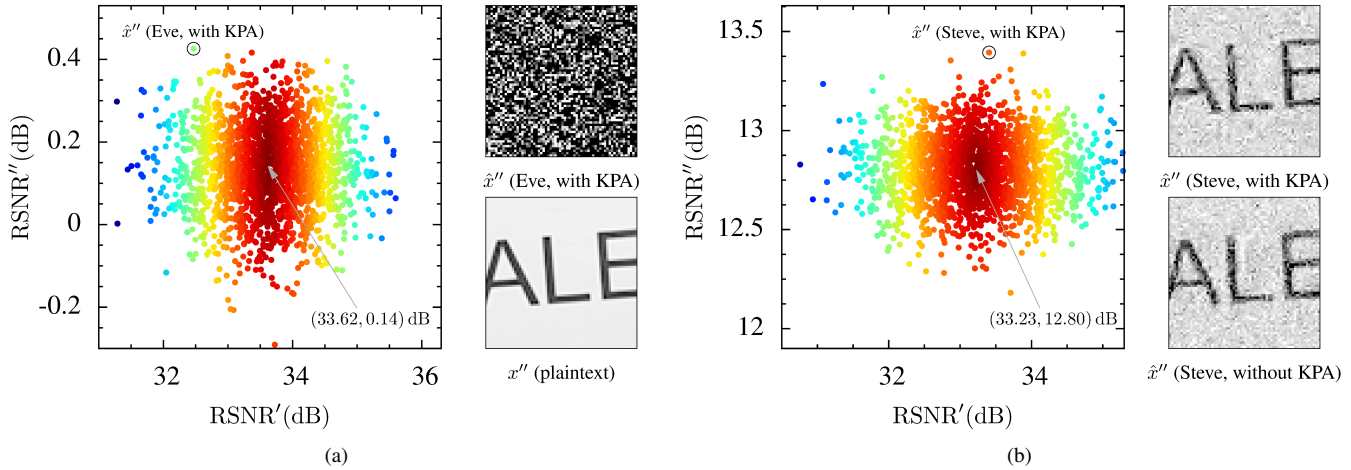 x̂′′ (Eve, with KPA)
0.4
0.2
0
-0.2
RSNR′′(dB)
(33.62, 0.14) dB
32
34
36
RSNR′(dB)
(a)
x̂′′ (Eve, with KPA)
ALE
x′′ (plaintext)
x̂′′ (Steve, with KPA)
13.5
13
12.5
12
RSNR′′(dB)
(33.23, 12.80) dB
32
34
RSNR′(dB)
(b)
ALE
x̂′′ (Steve, with KPA)
ALE
x̂′′ (Steve, without KPA)